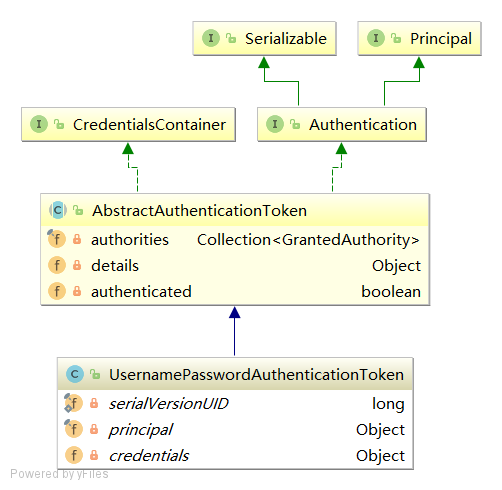 Serializable
Principal
CredentialsContainer
Authentication
AbstractAuthenticationToken
authorities Collection<GrantedAuthority>
details Object
authenticated boolean
UsernamePasswordAuthenticationToken
serialVersionUID long
principal Object
credentials Object
Powered by yFiles